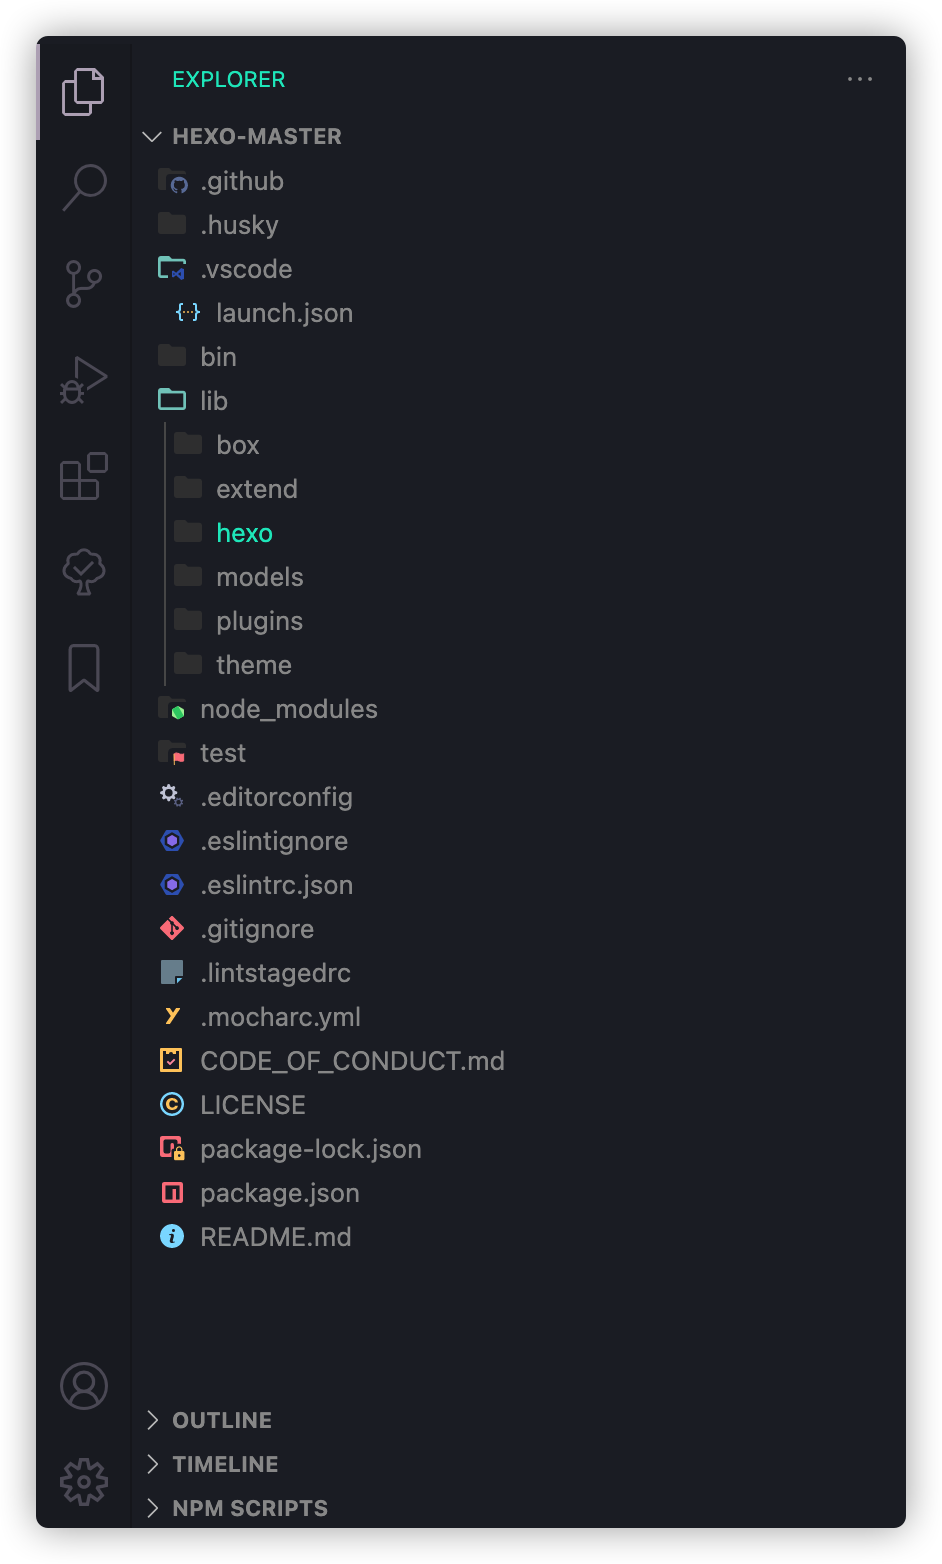 EXPLORER
HEXO-MASTER
.github
.husky
.vscode
launch.json
bin
lib
box
extend
hexo
models
plugins
theme
node_modules
test
.editorconfig
.eslintignore
.eslintrc.json
.gitignore
.lintstagedrc
.mocharc.yml
CODE_OF_CONDUCT.md
LICENSE
package-lock.json
package.json
README.md
OUTLINE
TIMELINE
NPM SCRIPTS